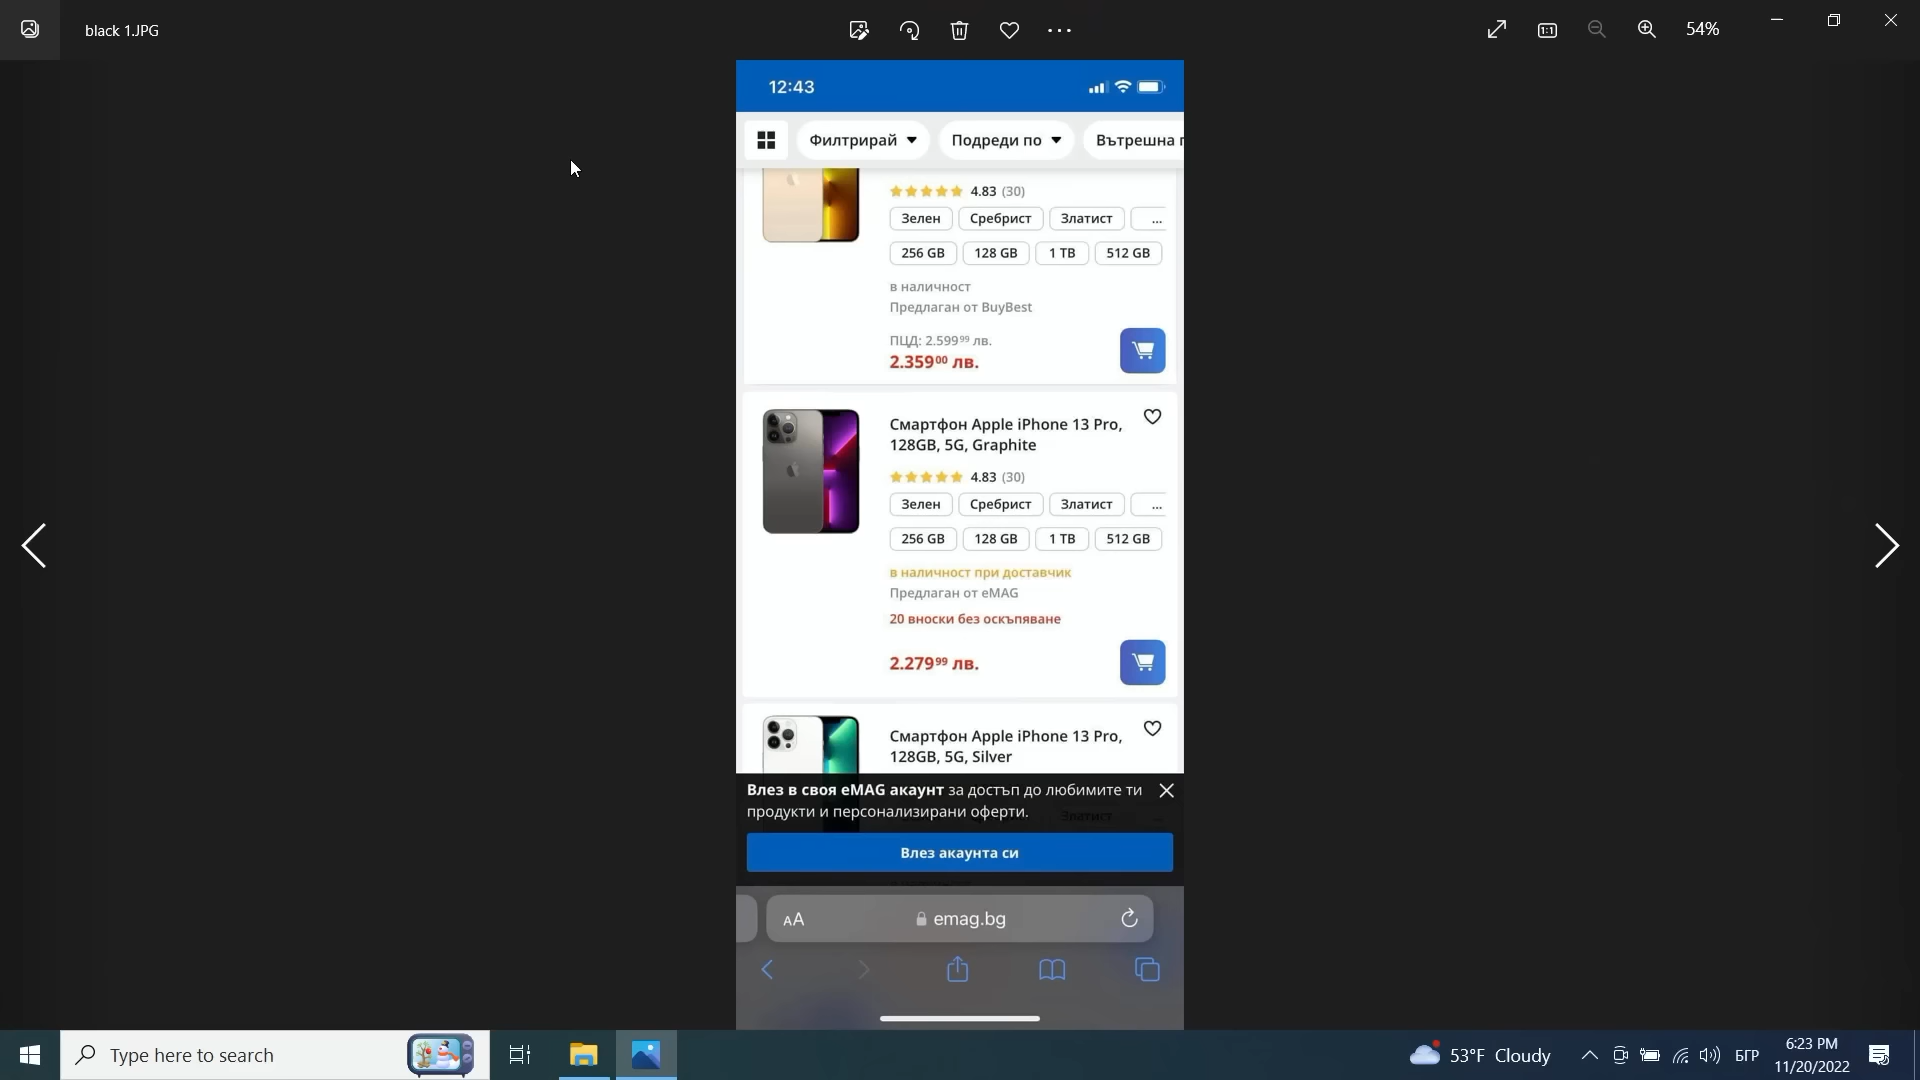 black 1.JPG
54%
12:43
Филтрирай
Подреди по
Вътрешна
4.83 (30)
Зелен Сребрист Златист ...
256 GB 128 GB 1 TB 512 GB
в наличност
Предлаган от BuyBest
ПЦД: 2.599⁹⁹ лв.
2.359⁰⁰ лв.
Смартфон Apple iPhone 13 Pro,
128GB, 5G, Graphite
4.83 (30)
Зелен Сребрист Златист ...
256 GB 128 GB 1 TB 512 GB
в наличност при доставчик
Предлаган от eMAG
20 вноски без оскъпяване
2.279⁹⁹ лв.
Смартфон Apple iPhone 13 Pro,
128GB, 5G, Silver
Влез в своя eMAG акаунт за достъп до любимите ти
продукти и персонализирани оферти.
Златист
Влез акаунта си
AA
emag.bg
Type here to search
53°F Cloudy
БГР
6:23 PM
11/20/2022